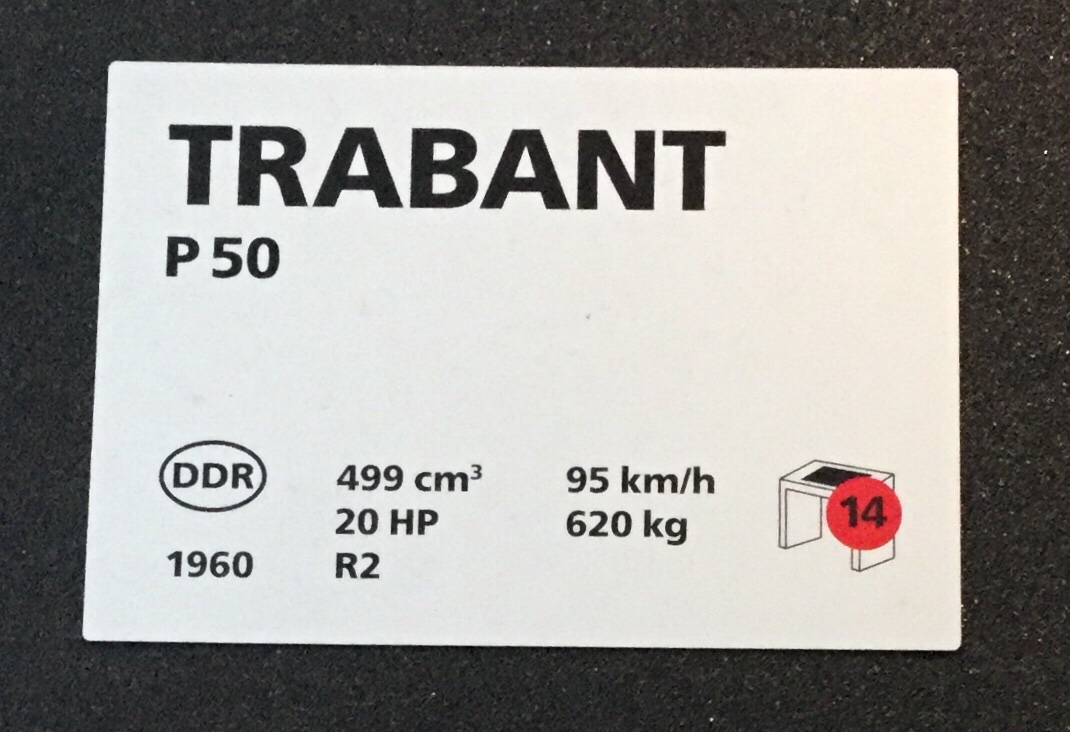 TRABANT
P 50
DDR
1960
499 cm³
20 HP
R2
95 km/h
620 kg
14